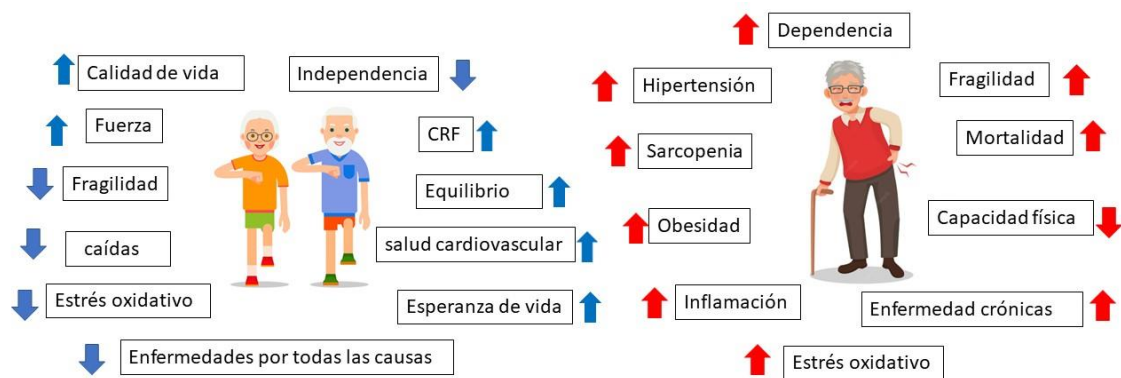 Calidad de vida
Independencia
Fuerza
CRF
Fragilidad
Equilibrio
caídas
salud cardiovascular
Estrés oxidativo
Esperanza de vida
Enfermedades por todas las causas
Dependencia
Hipertensión
Fragilidad
Sarcopenia
Mortalidad
Obesidad
Capacidad física
Inflamación
Enfermedad crónicas
Estrés oxidativo